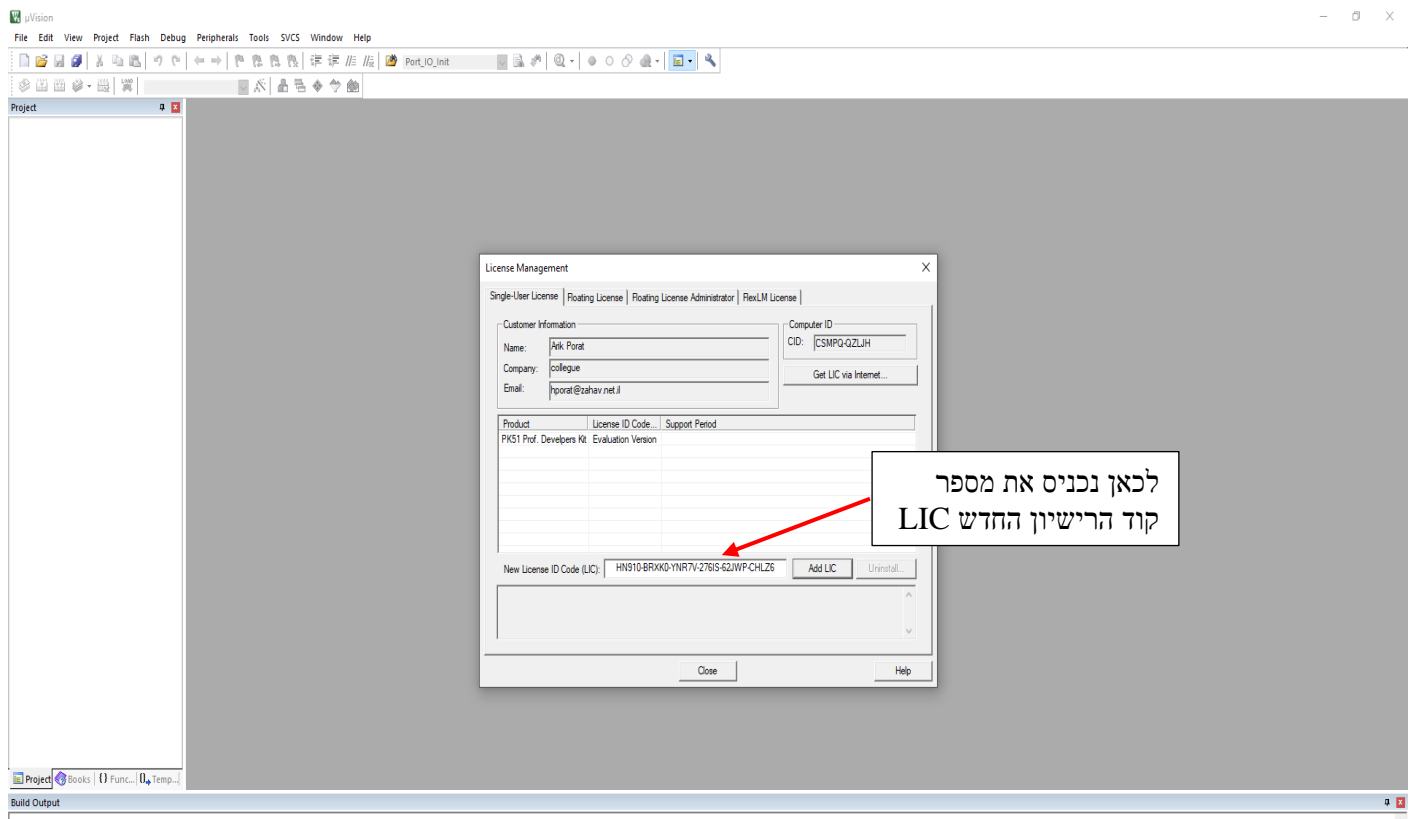 µVision
File Edit View Project Flash Debug Peripherals Tools SVCS Window Help
Port_IO_Init
LOAD
Project
License Management
Single-User License Floating License Floating License Administrator FlexLM License
Customer Information
Name: Arik Porat
Company: collegue
Email: hporat@zahav.net.il
Computer ID
CID: CSMPQ-QZLJH
Get LIC via Internet...
Product License ID Code... Support Period
PK51 Prof. Develpers Kit Evaluation Version
לכאן נכניס את מספר
קוד הרישיון החדש LIC
New License ID Code (LIC): HN910-BRXK0-YNR7V-276IS-62JWP-CHLZ6 Add LIC Uninstall...
Close Help
Project Books {} Func... Temp...
Build Output